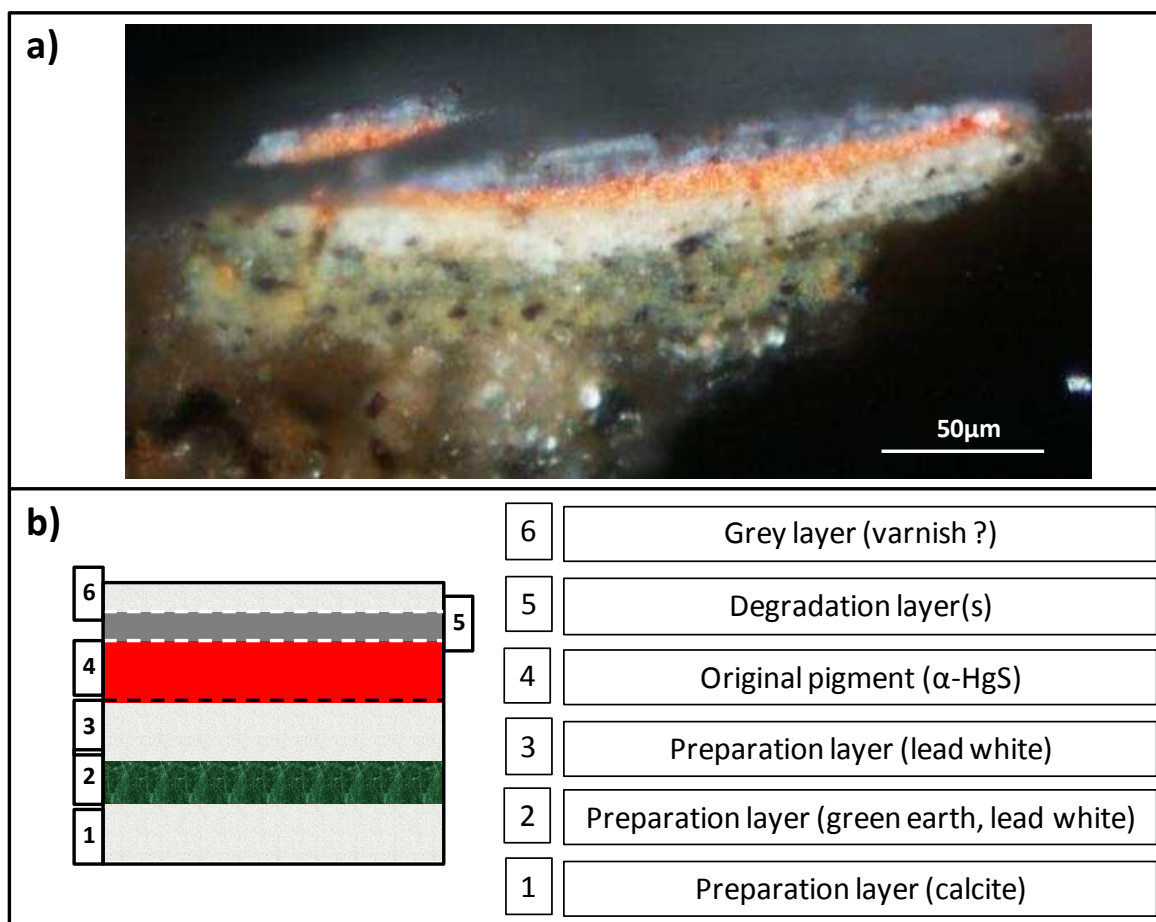 a)
50µm
b)
6
5
4
3
2
1
6 Grey layer (varnish ?)
5 Degradation layer(s)
4 Original pigment (α-HgS)
3 Preparation layer (lead white)
2 Preparation layer (green earth, lead white)
1 Preparation layer (calcite)